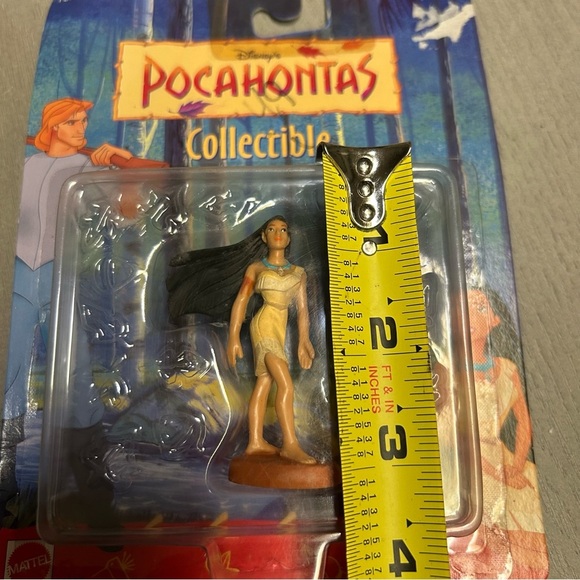 Disney's
POCAHONTAS
Collectible
1
2
FT & IN
INCHES
3
4
MATTEL